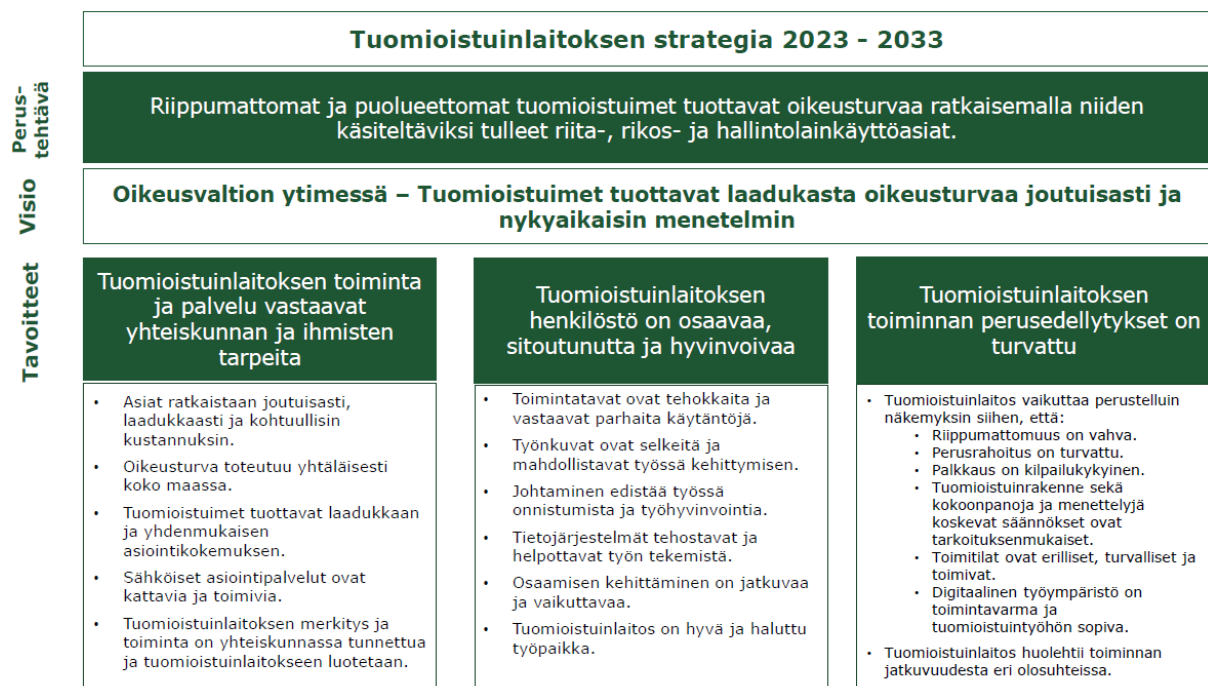 Tuomioistuinlaitoksen strategia 2023 - 2033
Perus-
tehtävä
Riippumattomat ja puolueettomat tuomioistuimet tuottavat oikeusturvaa ratkaisemalla niiden
käsiteltäviksi tulleet riita-, rikos- ja hallintolainkäyttöasiat.
Visio
Oikeusvaltion ytimessä – Tuomioistuimet tuottavat laadukasta oikeusturvaa joutuisasti ja
nykyaikaisin menetelmin
Tavoitteet
Tuomioistuinlaitoksen toiminta
ja palvelu vastaavat
yhteiskunnan ja ihmisten
tarpeita
• Asiat ratkaistaan joutuisasti,
laadukkaasti ja kohtuullisin
kustannuksin.
• Oikeusturva toteutuu yhtäläisesti
koko maassa.
• Tuomioistuimet tuottavat laadukkaan
ja yhdenmukaisen
asiointikokemuksen.
• Sähköiset asiointipalvelut ovat
kattavia ja toimivia.
• Tuomioistuinlaitoksen merkitys ja
toiminta on yhteiskunnassa tunnettua
ja tuomioistuinlaitokseen luotetaan.
Tuomioistuinlaitoksen
henkilöstö on osaavaa,
sitoutunutta ja hyvinvoivaa
• Toimintatavat ovat tehokkaita ja
vastaavat parhaita käytäntöjä.
• Työnkuvat ovat selkeitä ja
mahdollistavat työssä kehittymisen.
• Johtaminen edistää työssä
onnistumista ja työhyvinvointia.
• Tietojärjestelmät tehostavat ja
helpottavat työn tekemistä.
• Osaamisen kehittäminen on jatkuvaa
ja vaikuttavaa.
• Tuomioistuinlaitos on hyvä ja haluttu
työpaikka.
Tuomioistuinlaitoksen
toiminnan perusedellytykset on
turvattu
• Tuomioistuinlaitos vaikuttaa perustelluin
näkemyksin siihen, että:
• Riippumattomuus on vahva.
• Perusrahoitus on turvattu.
• Palkkaus on kilpailukykyinen.
• Tuomioistuinrakenne sekä
kokoonpanoja ja menettelyjä
koskevat säännökset ovat
tarkoituksenmukaiset.
• Toimitilat ovat erilliset, turvalliset ja
toimivat.
• Digitaalinen työympäristö on
toimintavarma ja
tuomioistuintyöhön sopiva.
• Tuomioistuinlaitos huolehtii toiminnan
jatkuvuudesta eri olosuhteissa.